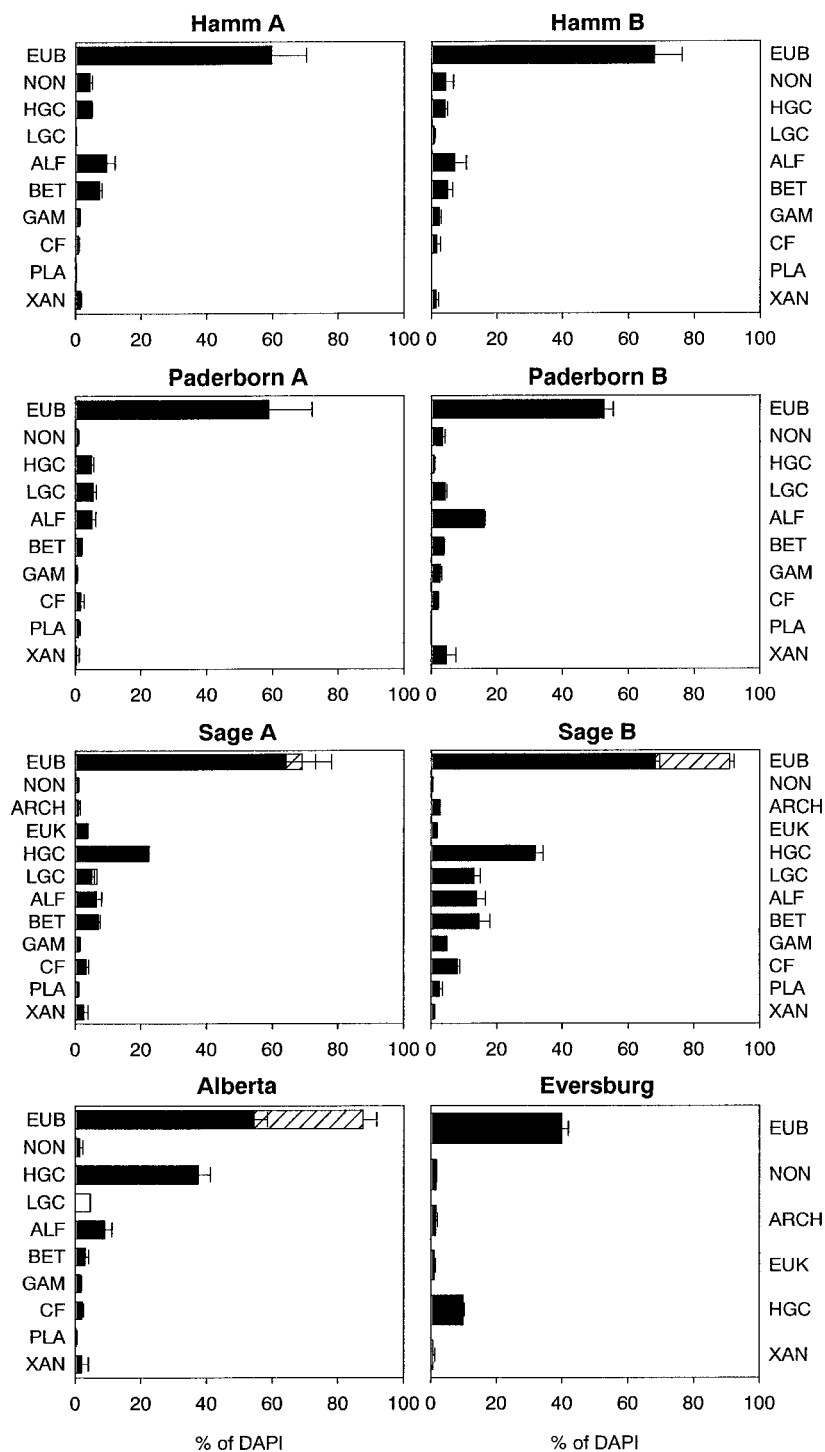 Hamm A
Hamm B
EUB
NON
HGC
LGC
ALF
BET
GAM
CF
PLA
XAN
0 20 40 60 80 100
EUB
NON
HGC
LGC
ALF
BET
GAM
CF
PLA
XAN
0 20 40 60 80 100
Paderborn A
Paderborn B
EUB
NON
HGC
LGC
ALF
BET
GAM
CF
PLA
XAN
0 20 40 60 80 100
EUB
NON
HGC
LGC
ALF
BET
GAM
CF
PLA
XAN
0 20 40 60 80 100
Sage A
Sage B
EUB
NON
ARCH
EUK
HGC
LGC
ALF
BET
GAM
CF
PLA
XAN
0 20 40 60 80 100
EUB
NON
ARCH
EUK
HGC
LGC
ALF
BET
GAM
CF
PLA
XAN
0 20 40 60 80 100
Alberta
Eversburg
EUB
NON
HGC
LGC
ALF
BET
GAM
CF
PLA
XAN
0 20 40 60 80 100
% of DAPI
EUB
NON
ARCH
EUK
HGC
XAN
0 20 40 60 80 100
% of DAPI